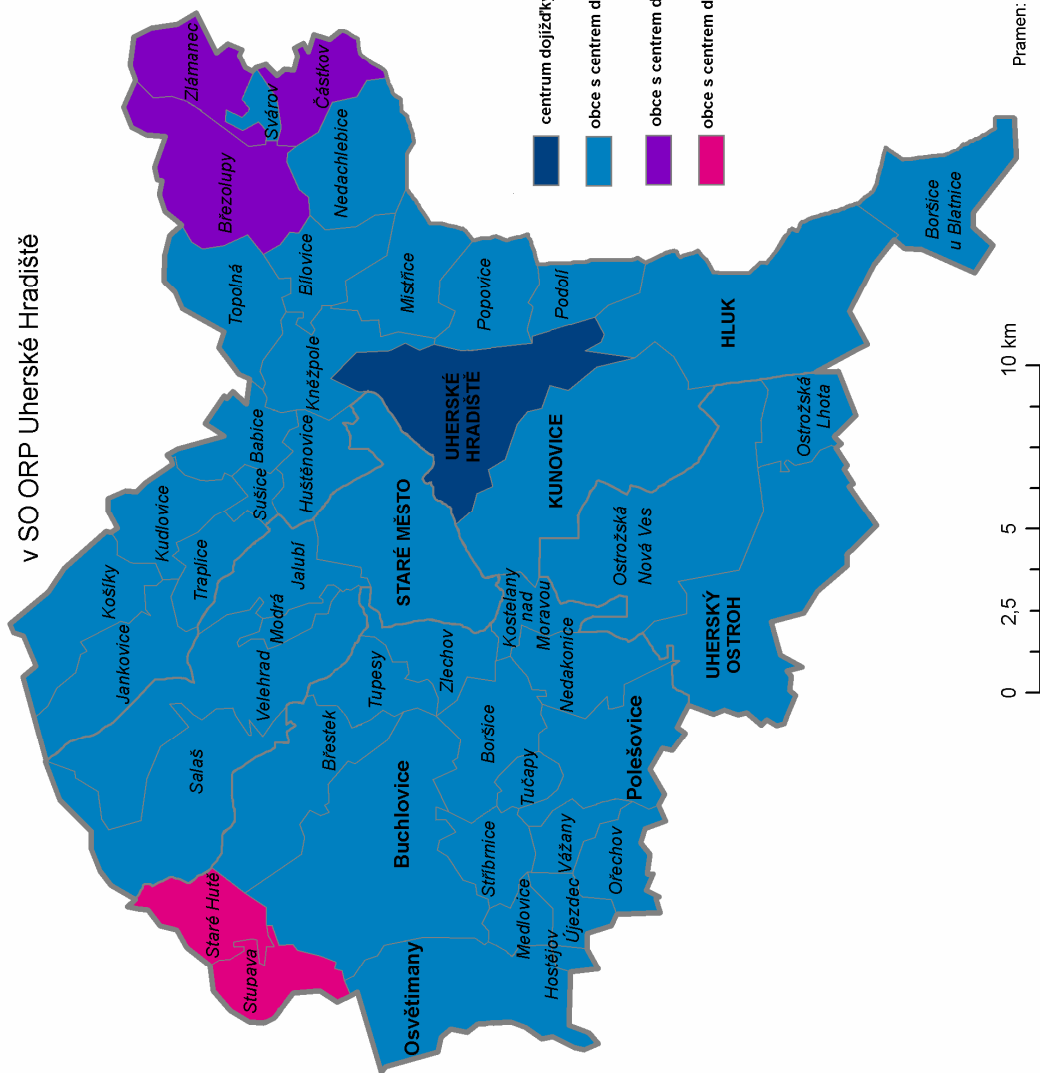 v SO ORP Uherské Hradiště
Zlámanec
Částkov
Svárov
Březolupy
Nedachlebice
Topolná
Bílovice
Mistřice
Popovice
Podolí
Boršice
u Blatnice
HLUK
Kněžpole
UHERSKÉ
HRADIŠTĚ
Babice
Sušice
Huštěnovice
KUNOVICE
Ostrožská
Lhota
Kudlovice
Traplice
Košíky
Jankovice
Jalubí
Modrá
Velehrad
STARÉ MĚSTO
Ostrožská
Nová Ves
Kostelany
nad
Moravou
Nedakonice
UHERSKÝ
OSTROH
Zlechov
Tupesy
Břestek
Salaš
Boršice
Tučapy
Polešovice
Buchlovice
Stříbrnice
Vážany
Ořechov
Medlovice
Újezdec
Hostějov
Osvětimany
Staré Hutě
Stupava
centrum dojížďky
obce s centrem d
obce s centrem d
obce s centrem d
0 2,5 5 10 km
Pramen: